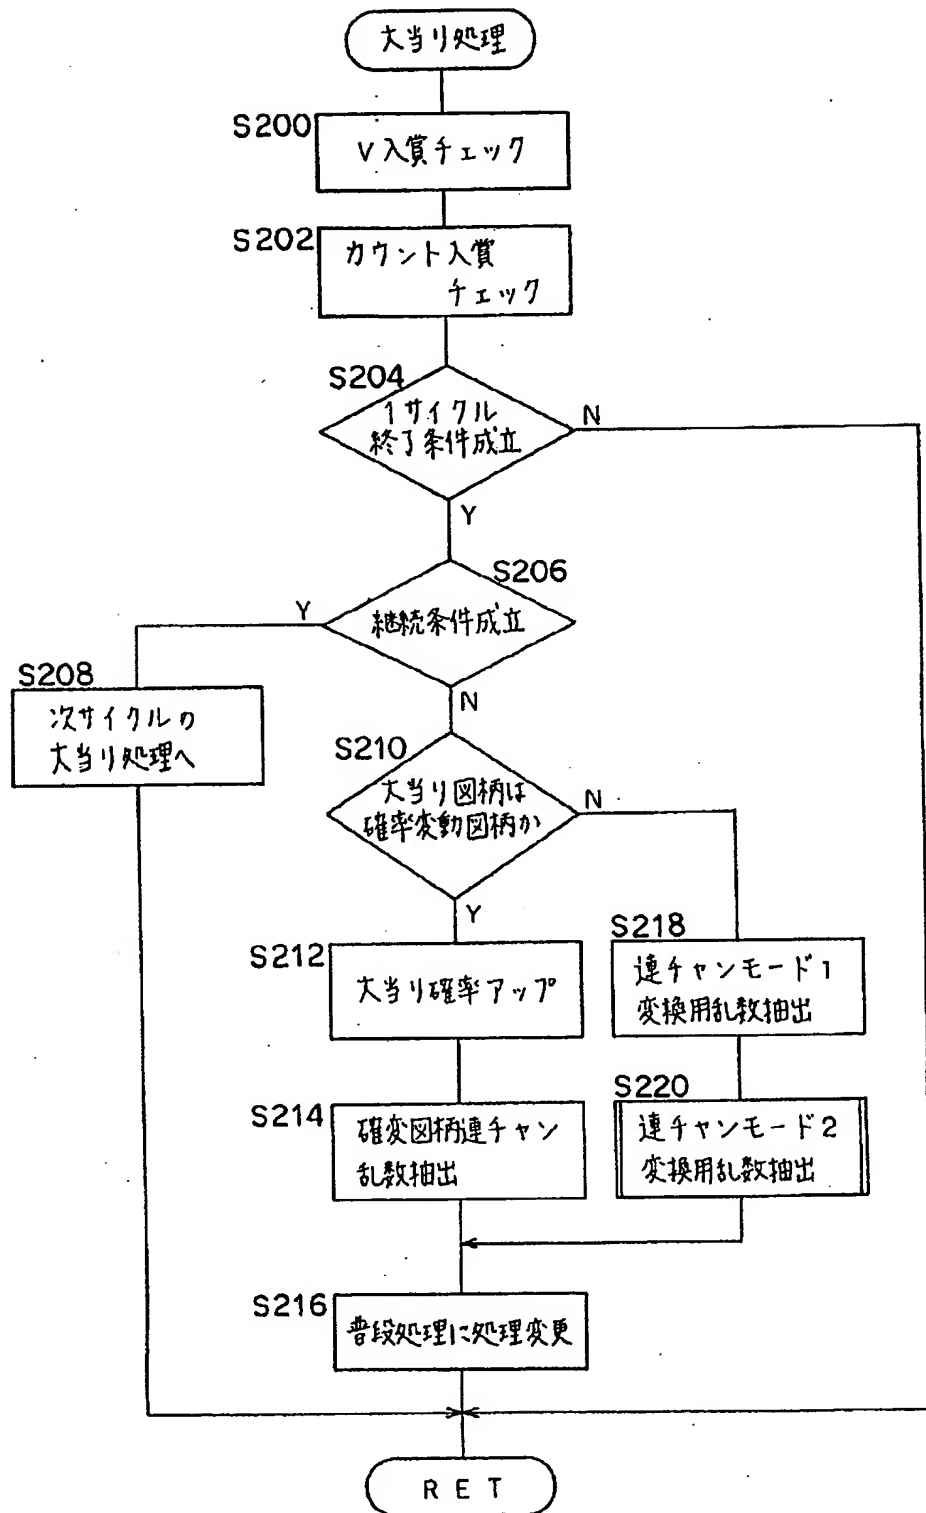 大当り処理
S200
V入賞チェック
S202
カウント入賞
チェック
S204
1サイクル
終了条件成立
N
Y
S206
継続条件成立
Y
N
S208
次サイクルの
大当り処理へ
S210
大当り図柄は
確率変動図柄か
N
Y
S212
大当り確率アップ
S218
連チャンモード1
変換用乱数抽出
S214
確変図柄連チャン
乱数抽出
S220
連チャンモード2
変換用乱数抽出
S216
普段処理に処理変更
RET